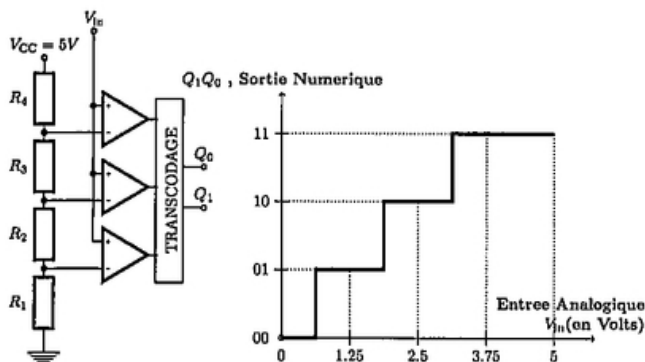 V_in
V_CC = 5V
R_4
R_3
R_2
R_1
+
-
+
-
+
-
TRANSCODAGE
Q_0
Q_1
Q_1Q_0 , Sortie Numerique
11
10
01
00
0
1.25
2.5
3.75
5
Entree Analogique
V_in(en Volts)